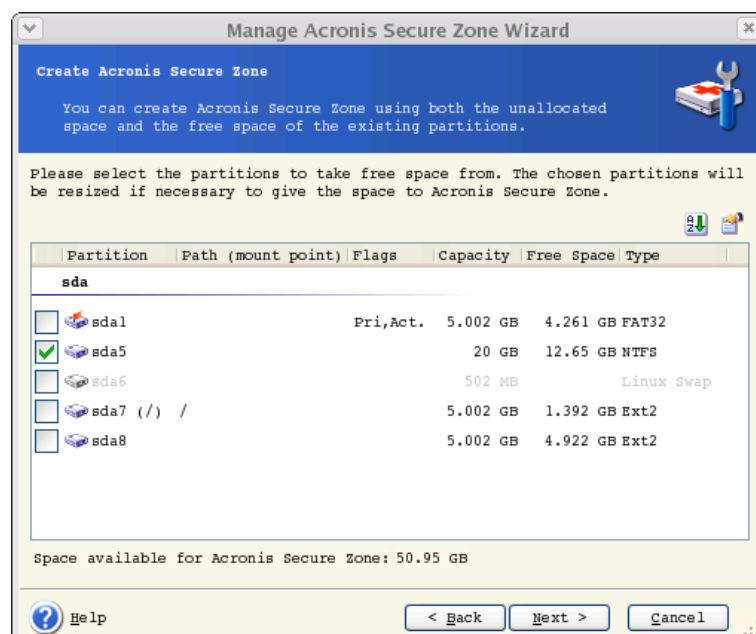 Manage Acronis Secure Zone Wizard
Create Acronis Secure Zone
You can create Acronis Secure Zone using both the unallocated
space and the free space of the existing partitions.
Please select the partitions to take free space from. The chosen partitions will
be resized if necessary to give the space to Acronis Secure Zone.
Partition Path (mount point) Flags Capacity Free Space Type
sda
sda1 Pri,Act. 5.002 GB 4.261 GB FAT32
sda5 20 GB 12.65 GB NTFS
sda6 502 MB Linux Swap
sda7 (/) / 5.002 GB 1.392 GB Ext2
sda8 5.002 GB 4.922 GB Ext2
Space available for Acronis Secure Zone: 50.95 GB
Help < Back Next > Cancel